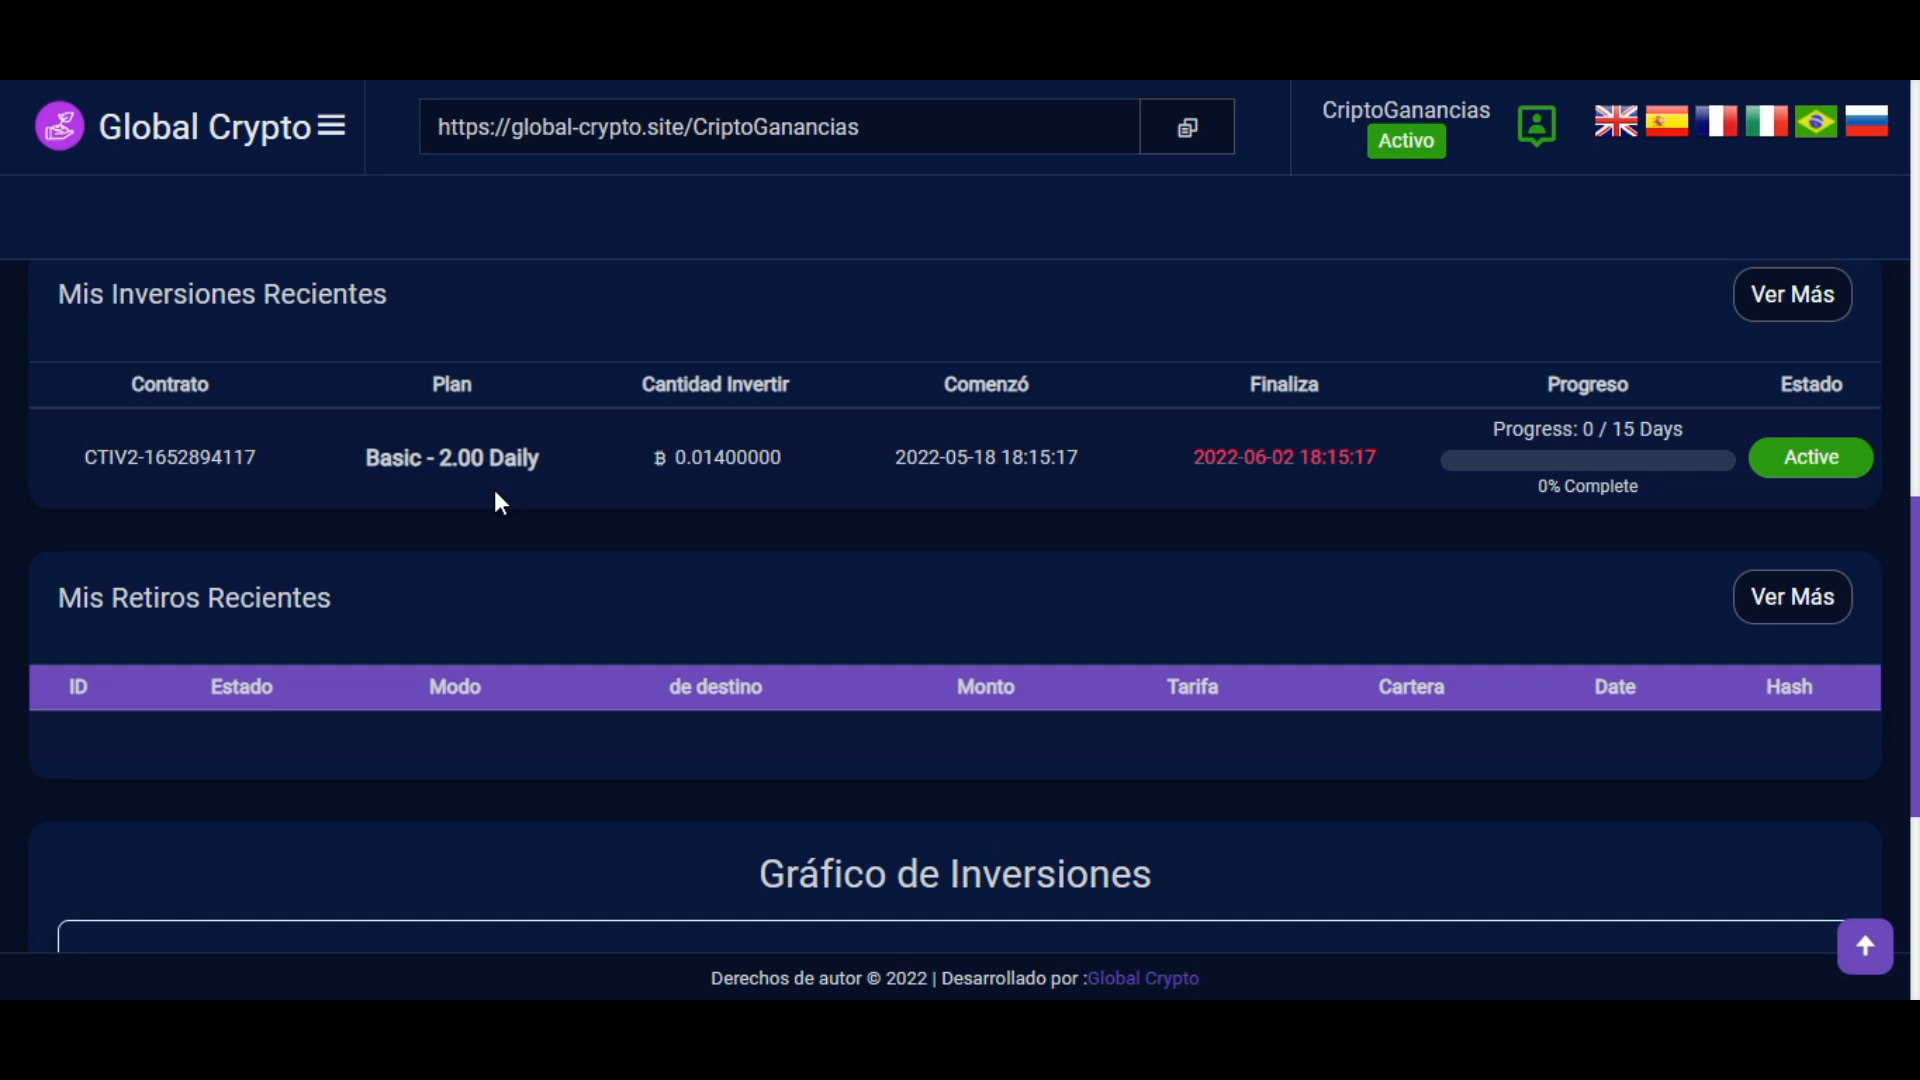 Global Crypto
https://global-crypto.site/CriptoGanancias
CriptoGanancias
Activo
Mis Inversiones Recientes
Ver Más
Contrato Plan Cantidad Invertir Comenzó Finaliza Progreso Estado
Progress: 0 / 15 Days
CTIV2-1652894117 Basic - 2.00 Daily ₿ 0.01400000 2022-05-18 18:15:17 2022-06-02 18:15:17 Active
0% Complete
Mis Retiros Recientes
Ver Más
ID Estado Modo de destino Monto Tarifa Cartera Date Hash
Gráfico de Inversiones
Derechos de autor © 2022 | Desarrollado por :Global Crypto